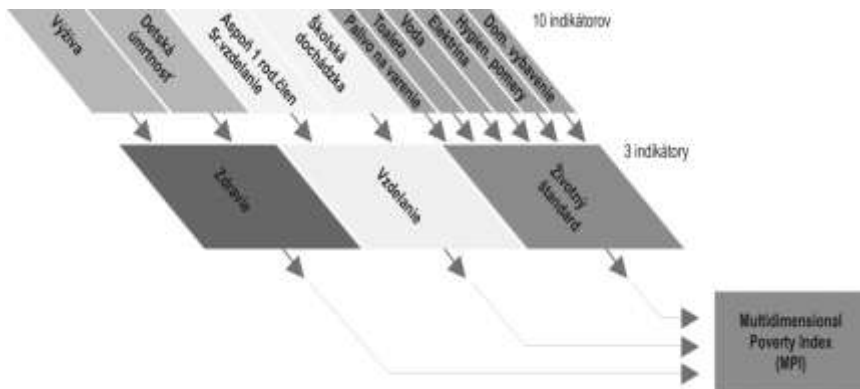 10 indikátorov
Výživa
Detská
úmrtnosť
Aspoň 1 rod.člen
5r.vzdelanie
Školská
dochádzka
Palivo na varenie
Toaleta
Voda
Elektrina
Hygien. pomery
Dom. vybavenie
3 indikátory
Zdravie
Vzdelanie
Životný
štandard
Multidimensional
Poverty Index
(MPI)